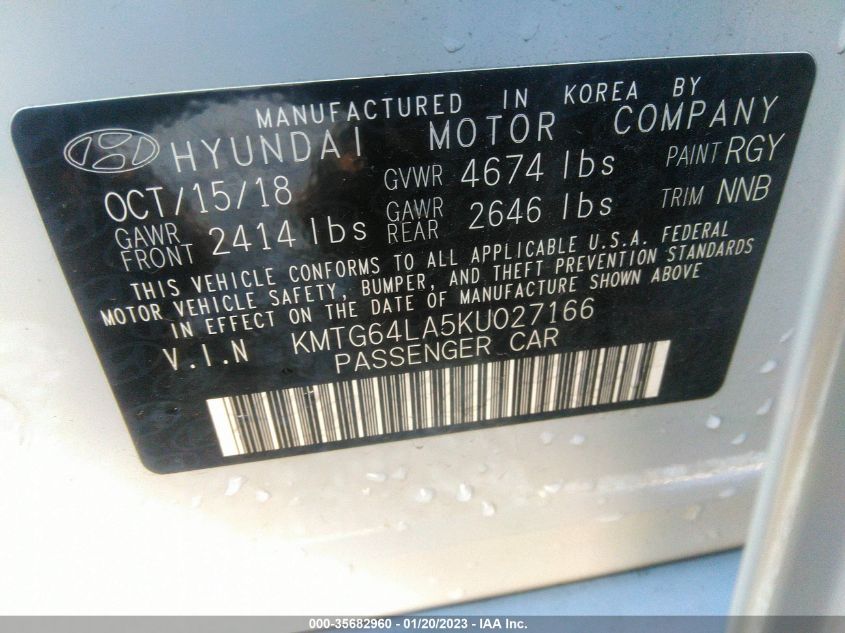 MANUFACTURED IN KOREA BY
HYUNDAI MOTOR COMPANY
OCT/15/18 GVWR 4674 lbs PAINT RGY
GAWR FRONT 2414 lbs GAWR REAR 2646 lbs TRIM NNB
THIS VEHICLE CONFORMS TO ALL APPLICABLE U.S.A. FEDERAL
MOTOR VEHICLE SAFETY, BUMPER, AND THEFT PREVENTION STANDARDS
IN EFFECT ON THE DATE OF MANUFACTURE SHOWN ABOVE
V.I.N KMTG64LA5KU027166
PASSENGER CAR
000-35682960 - 01/20/2023 - IAA Inc.